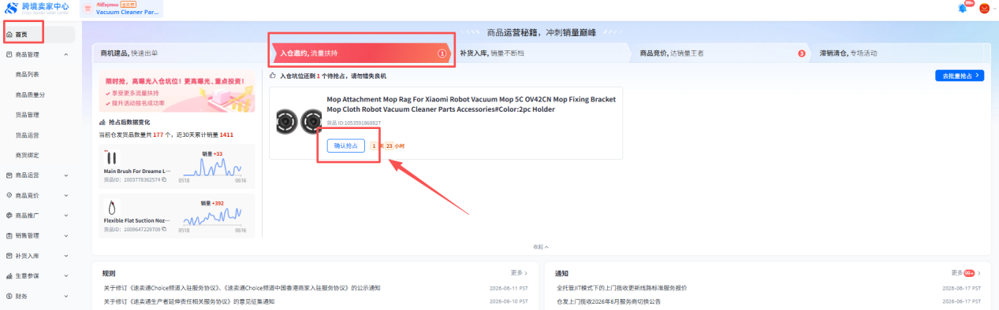 跨境卖家中心
Cross Border Seller Center
AliExpress 全托管
Vacuum Cleaner Par...
99+
首页
商品管理
商品列表
商品质量分
货品管理
货品运营
商货绑定
商品运营
商品竞价
商品推广
销售管理
补货入库
生意参谋
财务
商品运营秘籍，冲刺销量巅峰
商机建品, 快速出单
入仓邀约, 流量扶持 1
补货入库, 销量不断档
商品竞价, 达销量王者 3
滞销清仓, 专场活动
限时抢，高曝光入仓坑位！更高曝光、重点投资！
享受更多流量扶持
提升活动报名成功率
抢占后数据变化
当前仓发货品数量共 177 个，近30天累计销量 1411
销量 +33
Main Brush For Dreame L···
货品ID: 1003778362574
0518 0616
销量 +392
Flexible Flat Suction Noz···
货品ID: 1009647229709
0518 0616
入仓坑位还剩 1 个待抢占，请勿错失良机
去批量抢占
Mop Attachment Mop Rag For Xiaomi Robot Vacuum Mop 5C OV42CN Mop Fixing Bracket
Mop Cloth Robot Vacuum Cleaner Parts Accessories#Color:2pc Holder
货品 ID:1053591868827
确认抢占 1 天 23 小时
收起
规则 更多
关于修订《速卖通Choice频道入驻服务协议》、《速卖通Choice频道中国香港商家入驻服务协议》的公示通知 2026-06-11 PST
关于修订《速卖通生产者延伸责任相关服务协议》的意见征集通知 2026-06-10 PST
通知 更多 99+
全托管JIT模式下的上门揽收更新线路标准服务报价 2026-06-17 PST
仓发上门揽收2026年6月服务商切换公告 2026-06-17 PST